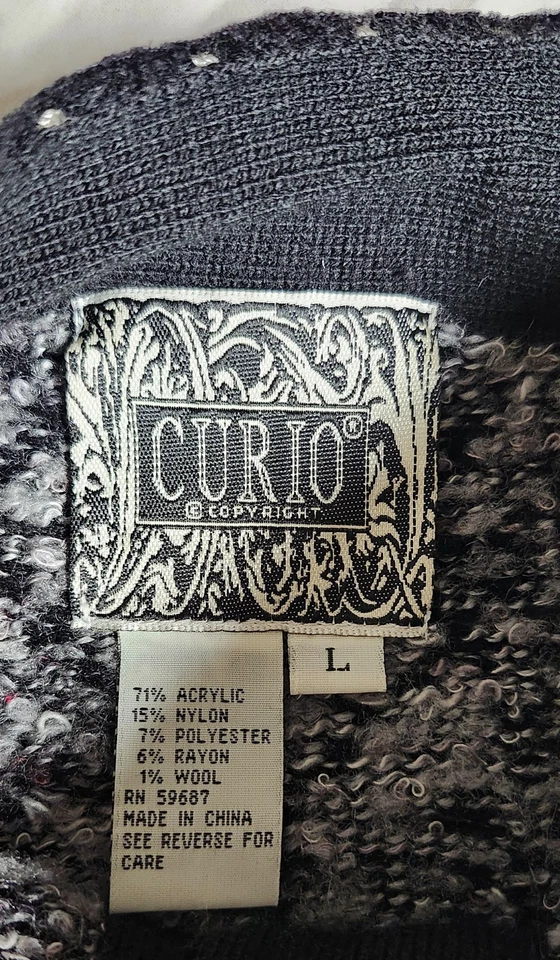 CURIO®
© COPYRIGHT
L
71% ACRYLIC
15% NYLON
7% POLYESTER
6% RAYON
1% WOOL
RN 59687
MADE IN CHINA
SEE REVERSE FOR
CARE